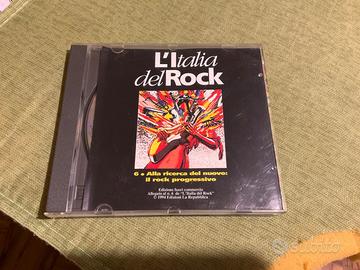 L'Italia
del Rock
6 • Alla ricerca del nuovo:
il rock progressivo
Edizione fuori commercio
Allegato al n. 6 de "L'Italia del Rock"
© 1994 Edizioni La Repubblica
subito